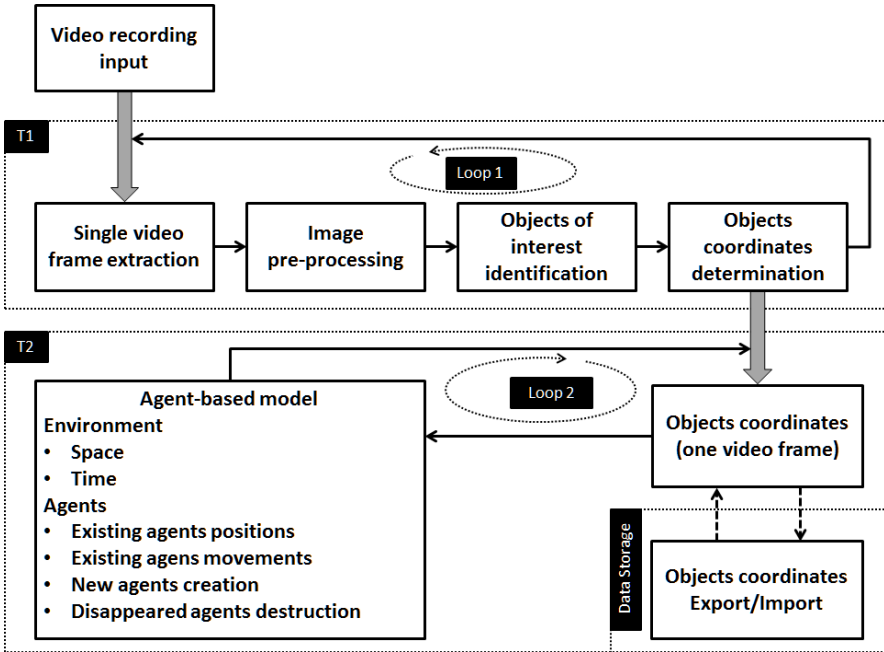 Video recording
input
T1
Loop 1
Single video
frame extraction
Image
pre-processing
Objects of
interest
identification
Objects
coordinates
determination
T2
Loop 2
Agent-based model
Environment
• Space
• Time
Agents
• Existing agents positions
• Existing agens movements
• New agents creation
• Disappeared agents destruction
Objects coordinates
(one video frame)
Data Storage
Objects coordinates
Export/Import